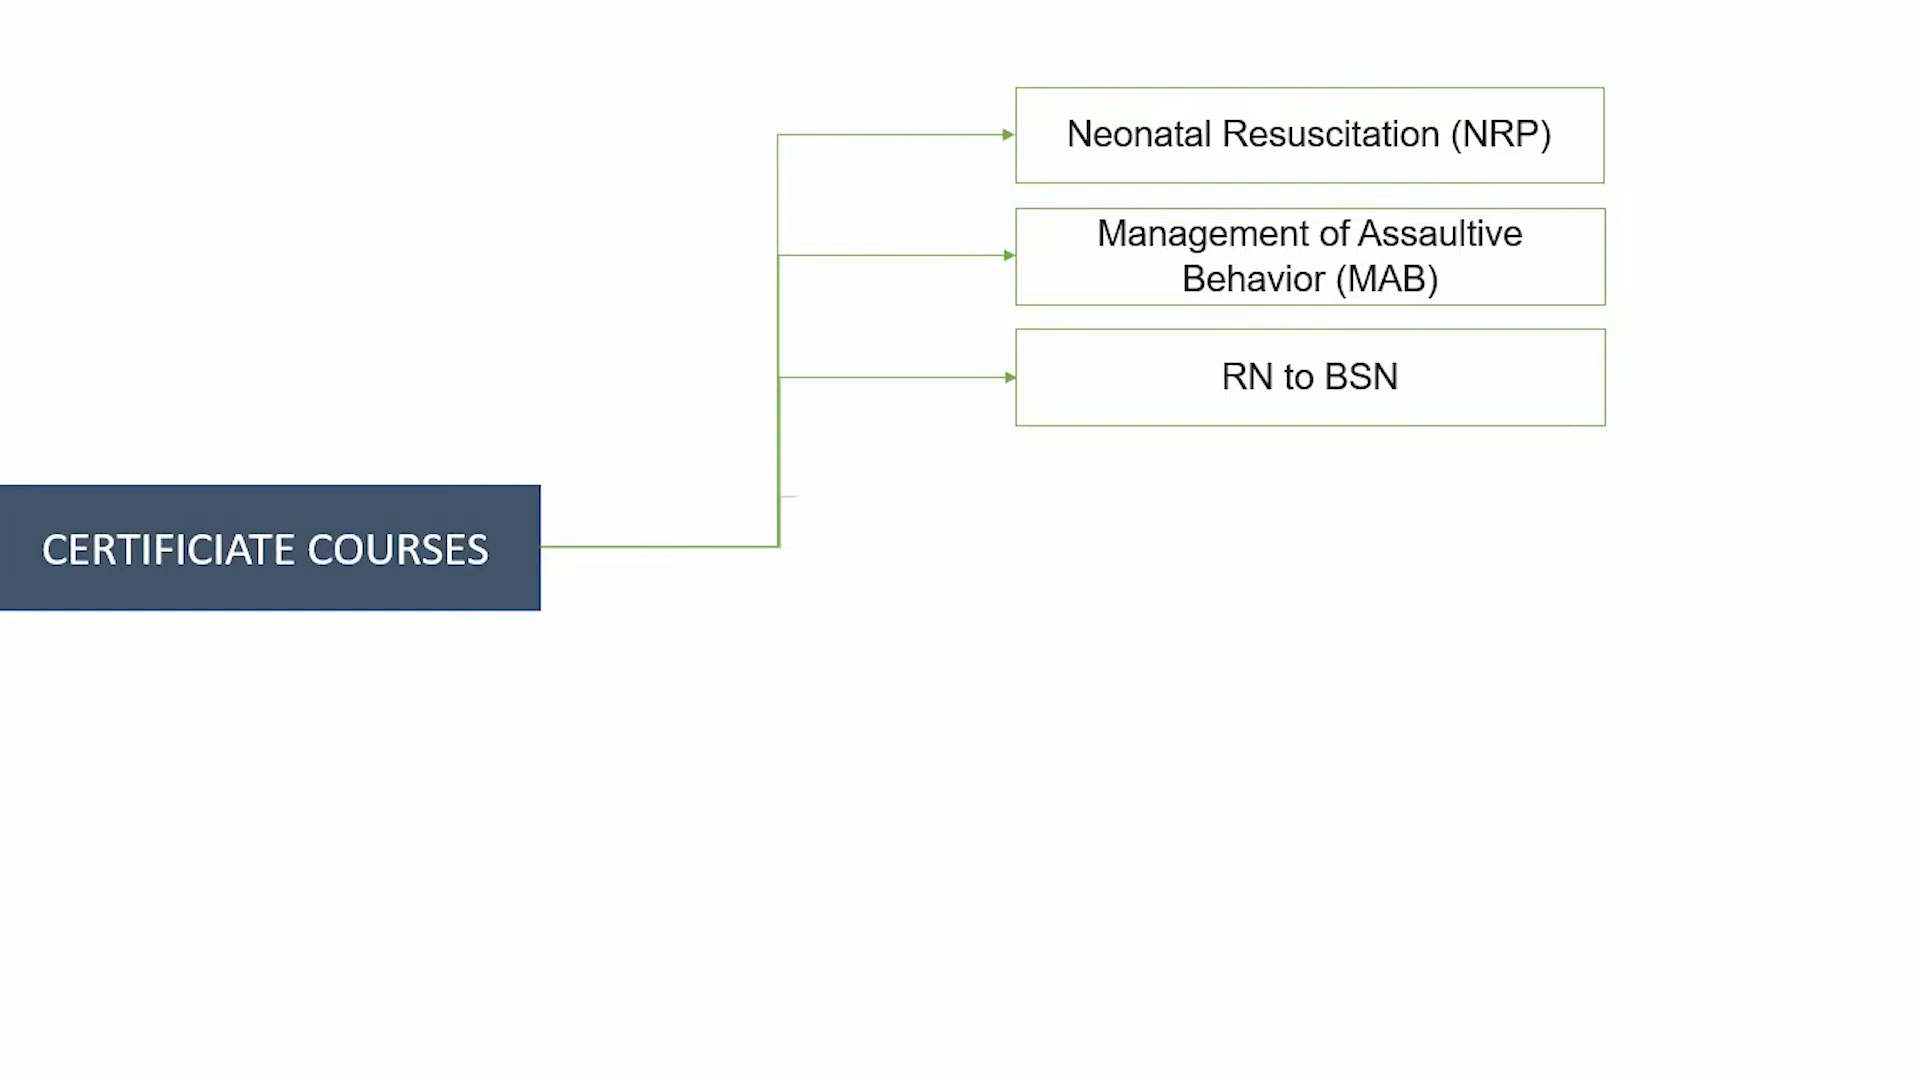 Neonatal Resuscitation (NRP)
Management of Assaultive
Behavior (MAB)
RN to BSN
CERTIFICIATE COURSES